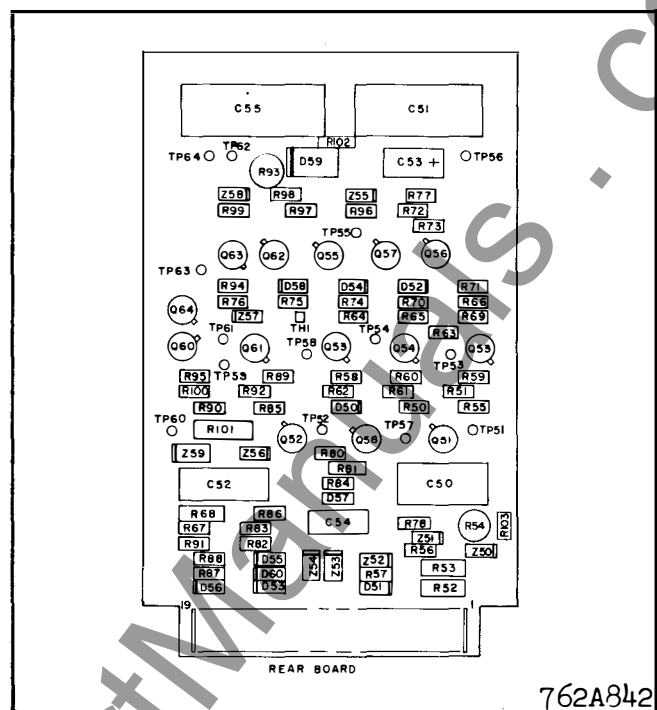 C55 C51
R102
TP64 TP62 R93 D59 C53 + TP56
Z58 R98 Z55 R77
R99 R97 R96 R72
R73
TP55
Q63 Q62 Q55 Q57 Q56
TP63
R94 D58 D54 D52 R71
R76 R75 R74 R70 R66
Q64 Z57 TH1 R64 R65 R69
TP61 TP54 R63
Q60 Q61 TP58 Q53 Q54 TP53 Q53
TP59
R95 R89 R58 R60 R59
R100 R92 R62 R61 R51
R90 R85 D50 R50 R55
TP60 R101 TP52 TP57 TP51
Q52 Q58 Q51
Z59 Z56 R80
R81
C52 R84 C50
D57
R68 R86 C54 R78 R54 R103
R67 R83 Z51
R91 R82 R56 Z50
R88 D55 Z54 Z53 Z52 R53
R87 D60 R57
D56 D53 D51 R52
19 1
REAR BOARD
762A842
tManuals.co